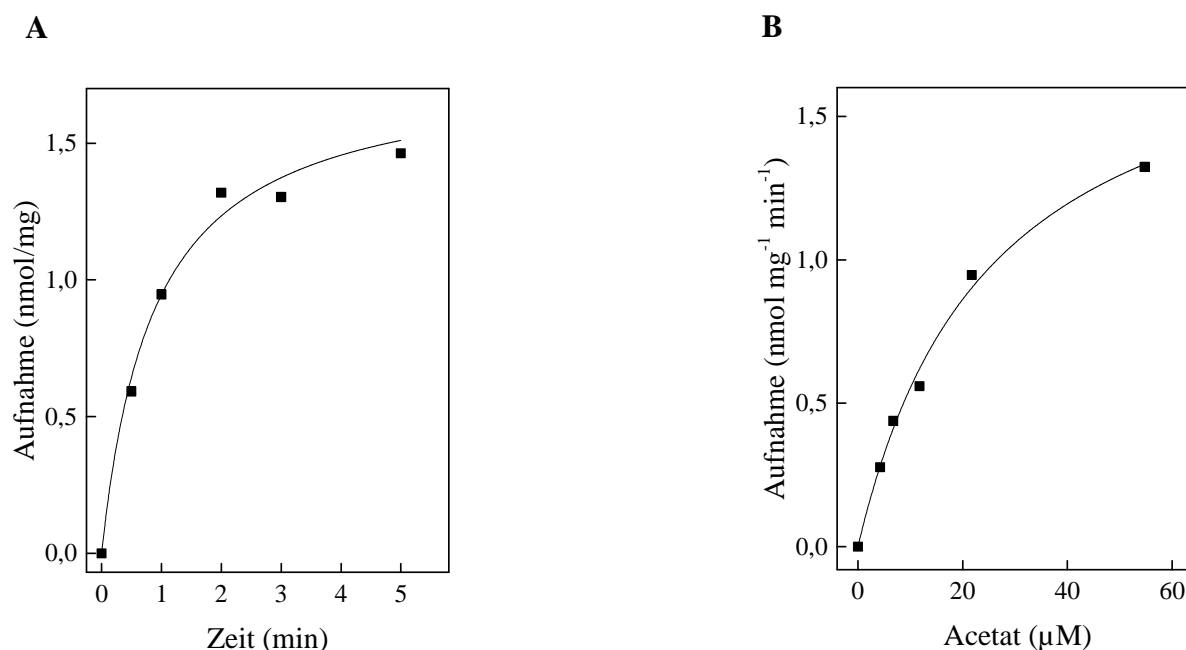 A
Aufnahme (nmol/mg)
1,5
1,0
0,5
0,0
0 1 2 3 4 5
Zeit (min)
B
Aufnahme (nmol mg⁻¹ min⁻¹)
1,5
1,0
0,5
0,0
0 20 40 60
Acetat (µM)